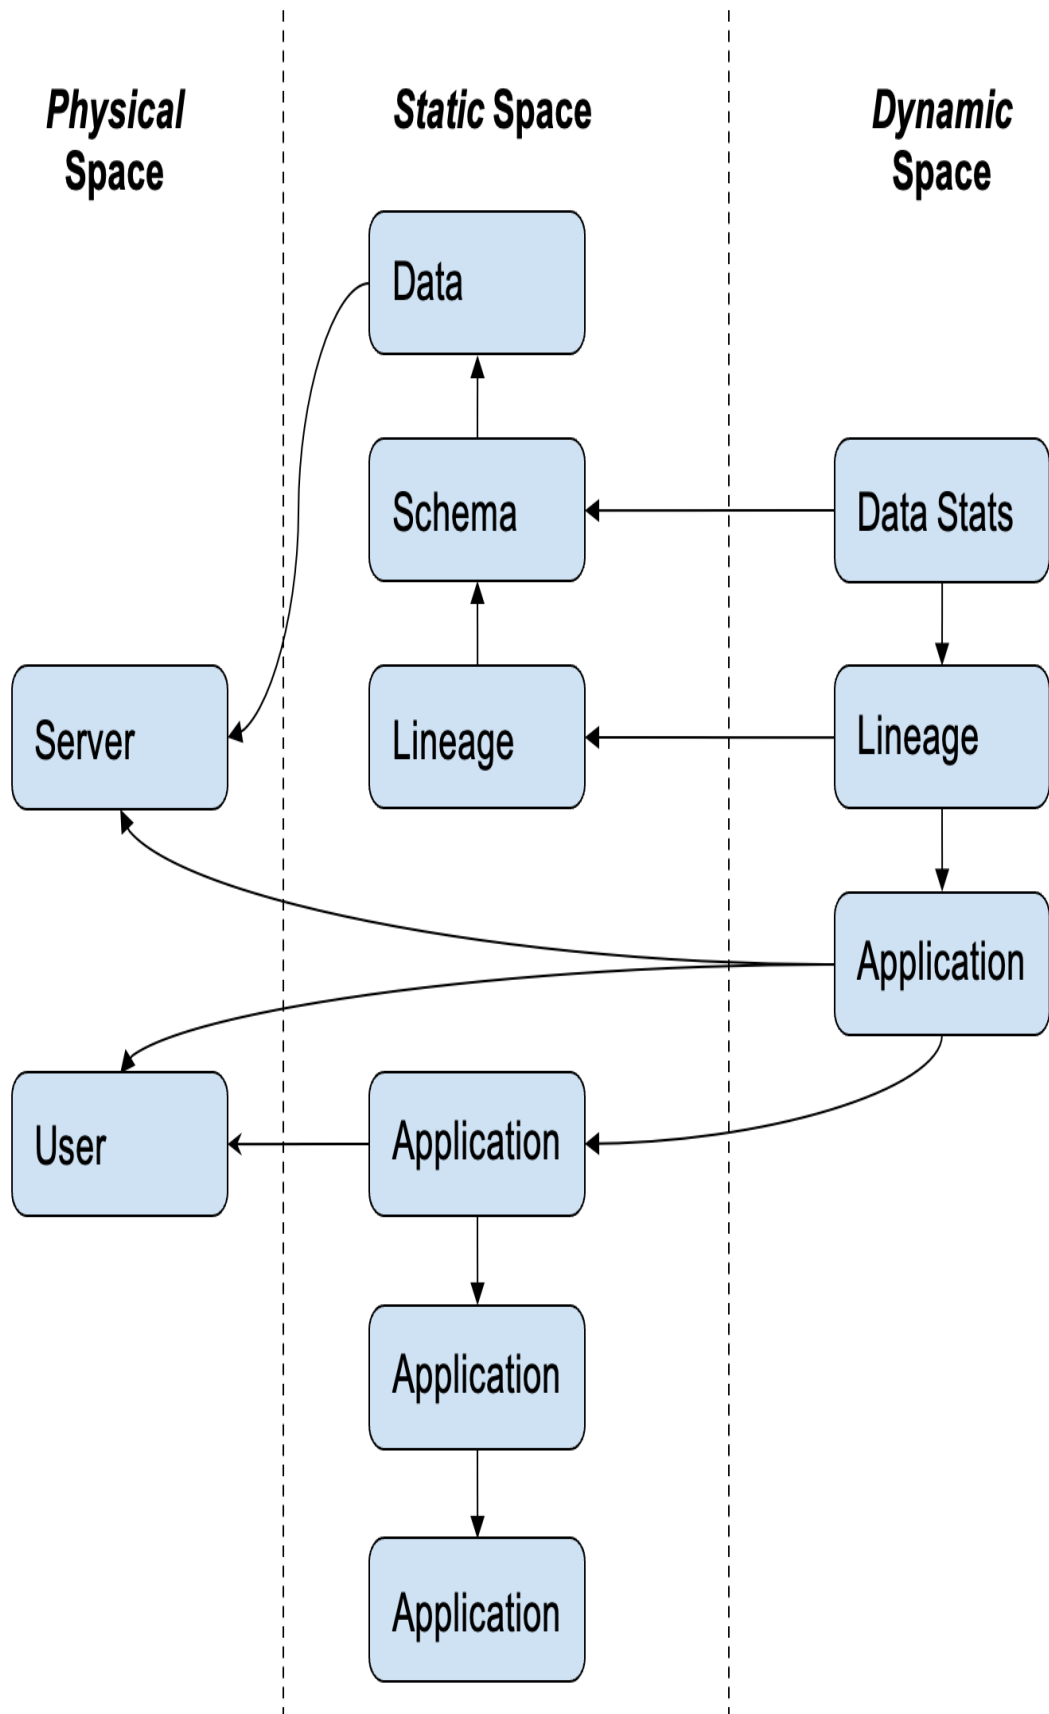 Physical
Space
Static Space
Dynamic
Space
Data
Schema
Data Stats
Server
Lineage
Lineage
Application
User
Application
Application
Application